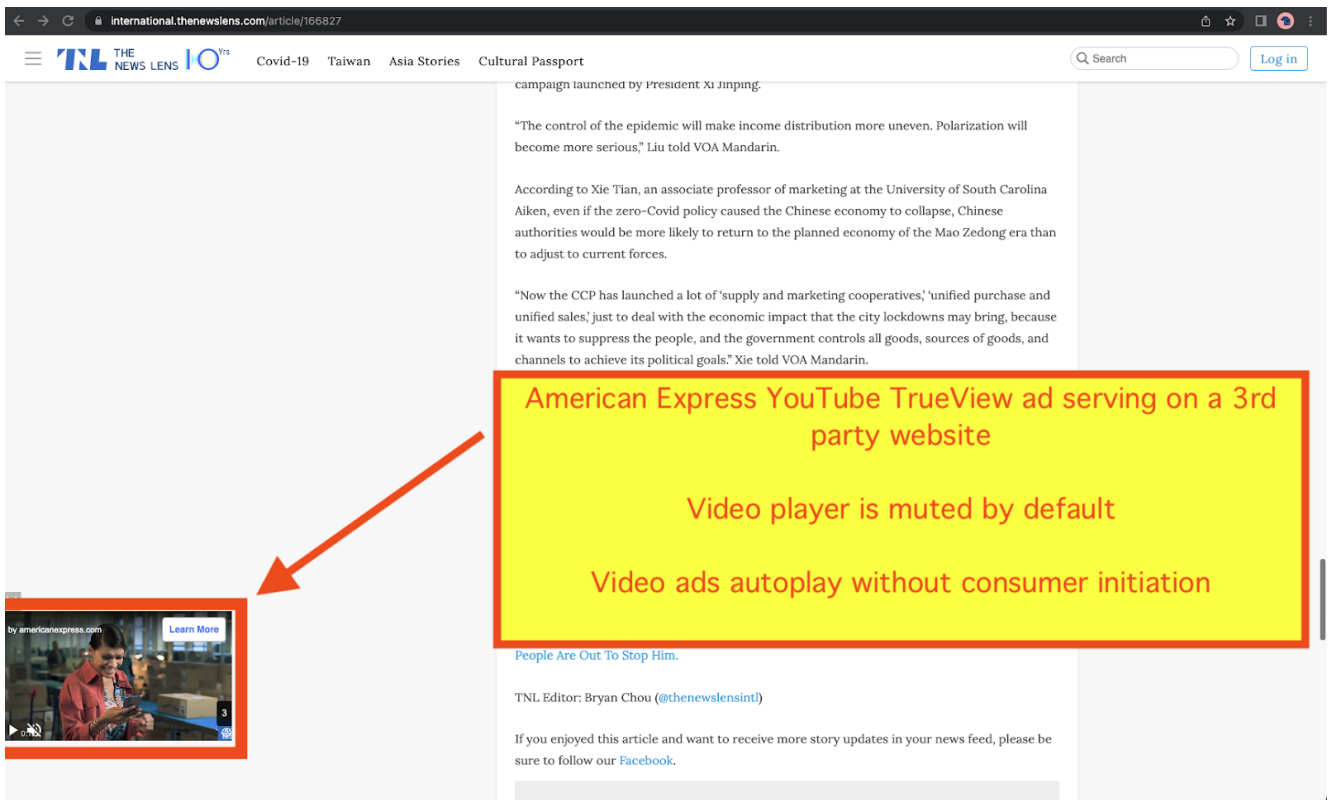 international.thenewslens.com/article/166827
TNL THE NEWS LENS 10 Yrs
Covid-19 Taiwan Asia Stories Cultural Passport
Search
Log in
campaign launched by President Xi Jinping.
“The control of the epidemic will make income distribution more uneven. Polarization will
become more serious,” Liu told VOA Mandarin.
According to Xie Tian, an associate professor of marketing at the University of South Carolina
Aiken, even if the zero-Covid policy caused the Chinese economy to collapse, Chinese
authorities would be more likely to return to the planned economy of the Mao Zedong era than
to adjust to current forces.
“Now the CCP has launched a lot of ‘supply and marketing cooperatives,’ ‘unified purchase and
unified sales,’ just to deal with the economic impact that the city lockdowns may bring, because
it wants to suppress the people, and the government controls all goods, sources of goods, and
channels to achieve its political goals.” Xie told VOA Mandarin.
American Express YouTube TrueView ad serving on a 3rd
party website
Video player is muted by default
Video ads autoplay without consumer initiation
by americanexpress.com
Learn More
3
People Are Out To Stop Him.
TNL Editor: Bryan Chou (@thenewslensintl)
If you enjoyed this article and want to receive more story updates in your news feed, please be
sure to follow our Facebook.